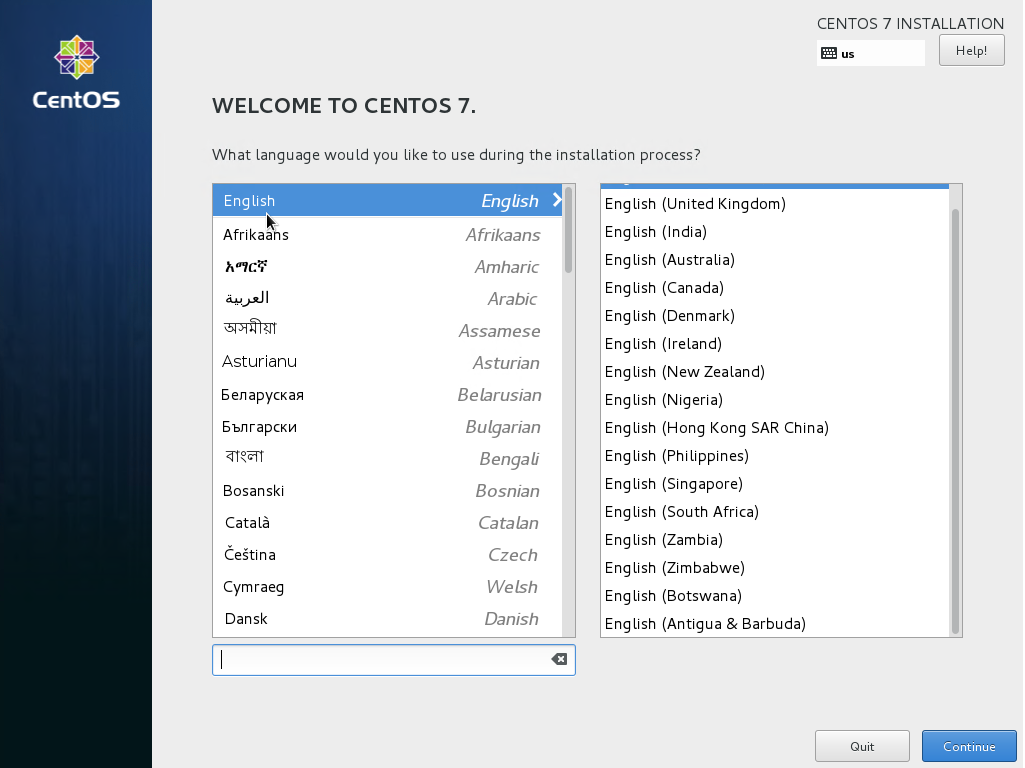 CENTOS 7 INSTALLATION
us
Help!
CentOS
WELCOME TO CENTOS 7.
What language would you like to use during the installation process?
English English
Afrikaans Afrikaans
አማርኛ Amharic
العربية Arabic
অসমীয়া Assamese
Asturianu Asturian
Беларуская Belarusian
Български Bulgarian
বাংলা Bengali
Bosanski Bosnian
Català Catalan
Čeština Czech
Cymraeg Welsh
Dansk Danish
English (United Kingdom)
English (India)
English (Australia)
English (Canada)
English (Denmark)
English (Ireland)
English (New Zealand)
English (Nigeria)
English (Hong Kong SAR China)
English (Philippines)
English (Singapore)
English (South Africa)
English (Zambia)
English (Zimbabwe)
English (Botswana)
English (Antigua & Barbuda)
Quit
Continue